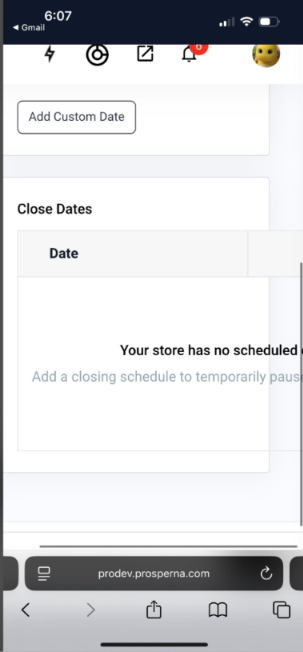 6:07
◀ Gmail
0
Add Custom Date
Close Dates
Date
Your store has no scheduled
Add a closing schedule to temporarily paus
prodev.prosperna.com